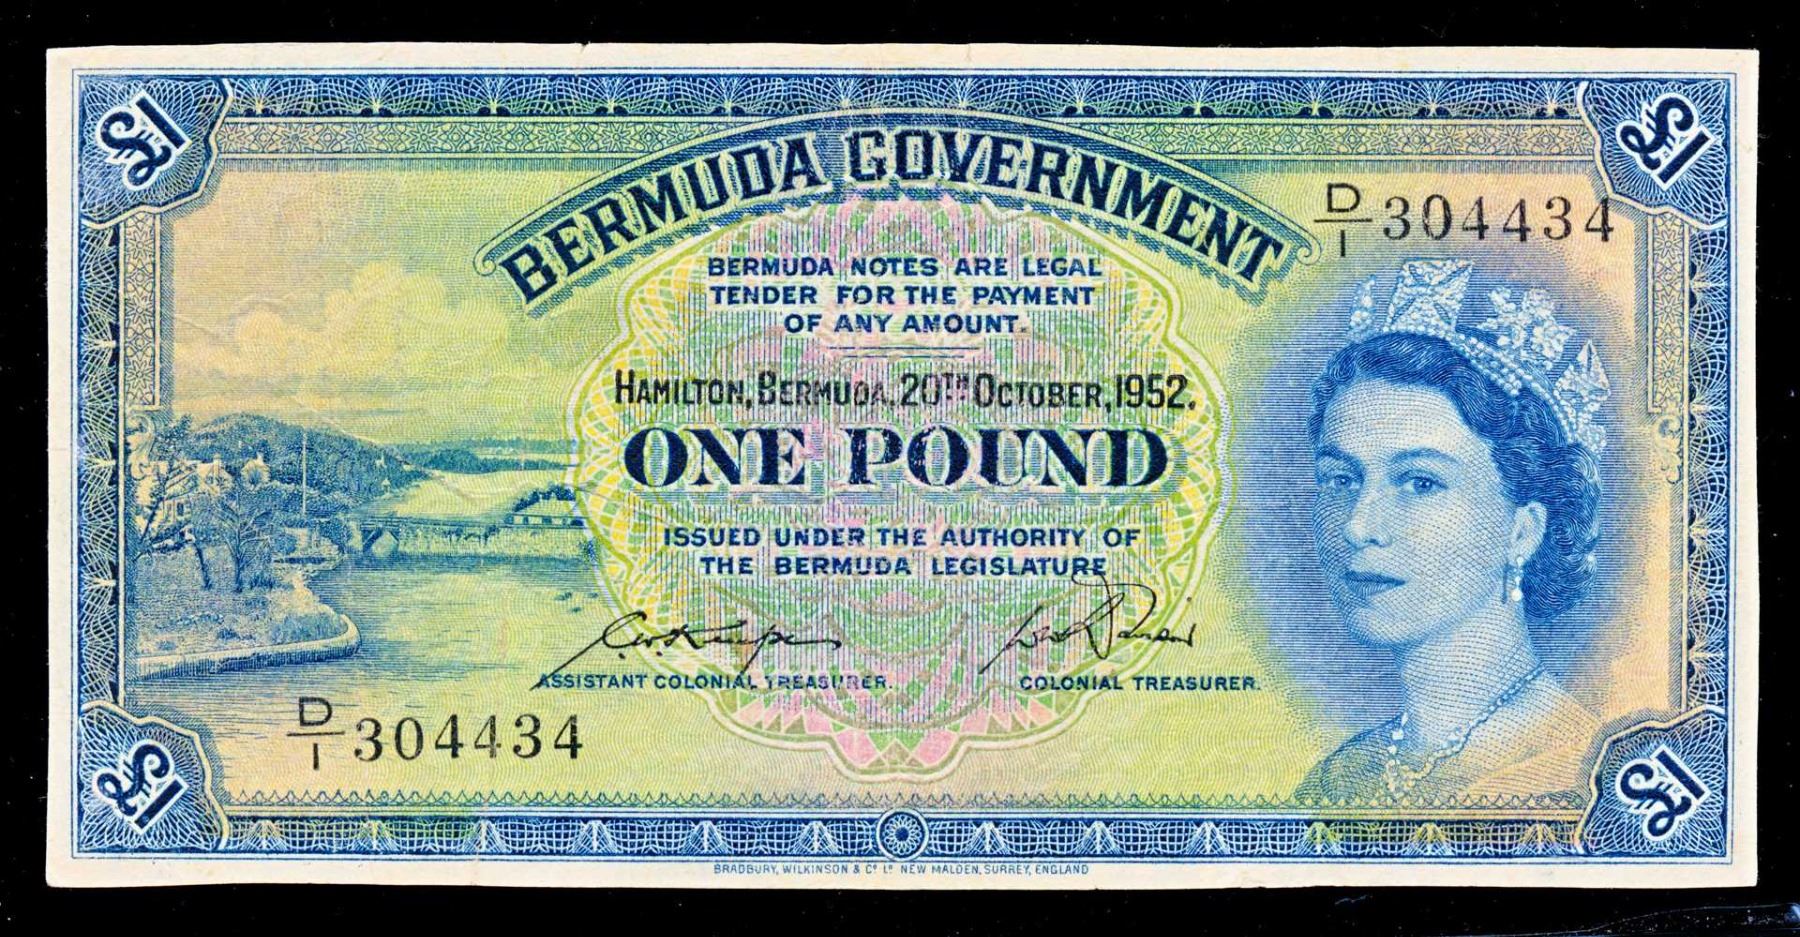 £1
£1
BERMUDA GOVERNMENT
D/1 304434
BERMUDA NOTES ARE LEGAL
TENDER FOR THE PAYMENT
OF ANY AMOUNT.
HAMILTON, BERMUDA, 20TH OCTOBER, 1952.
ONE POUND
ISSUED UNDER THE AUTHORITY OF
THE BERMUDA LEGISLATURE
ASSISTANT COLONIAL TREASURER.
COLONIAL TREASURER.
D/1 304434
£1
£1
BRADBURY, WILKINSON & Co. Ld. NEW MALDEN, SURREY, ENGLAND